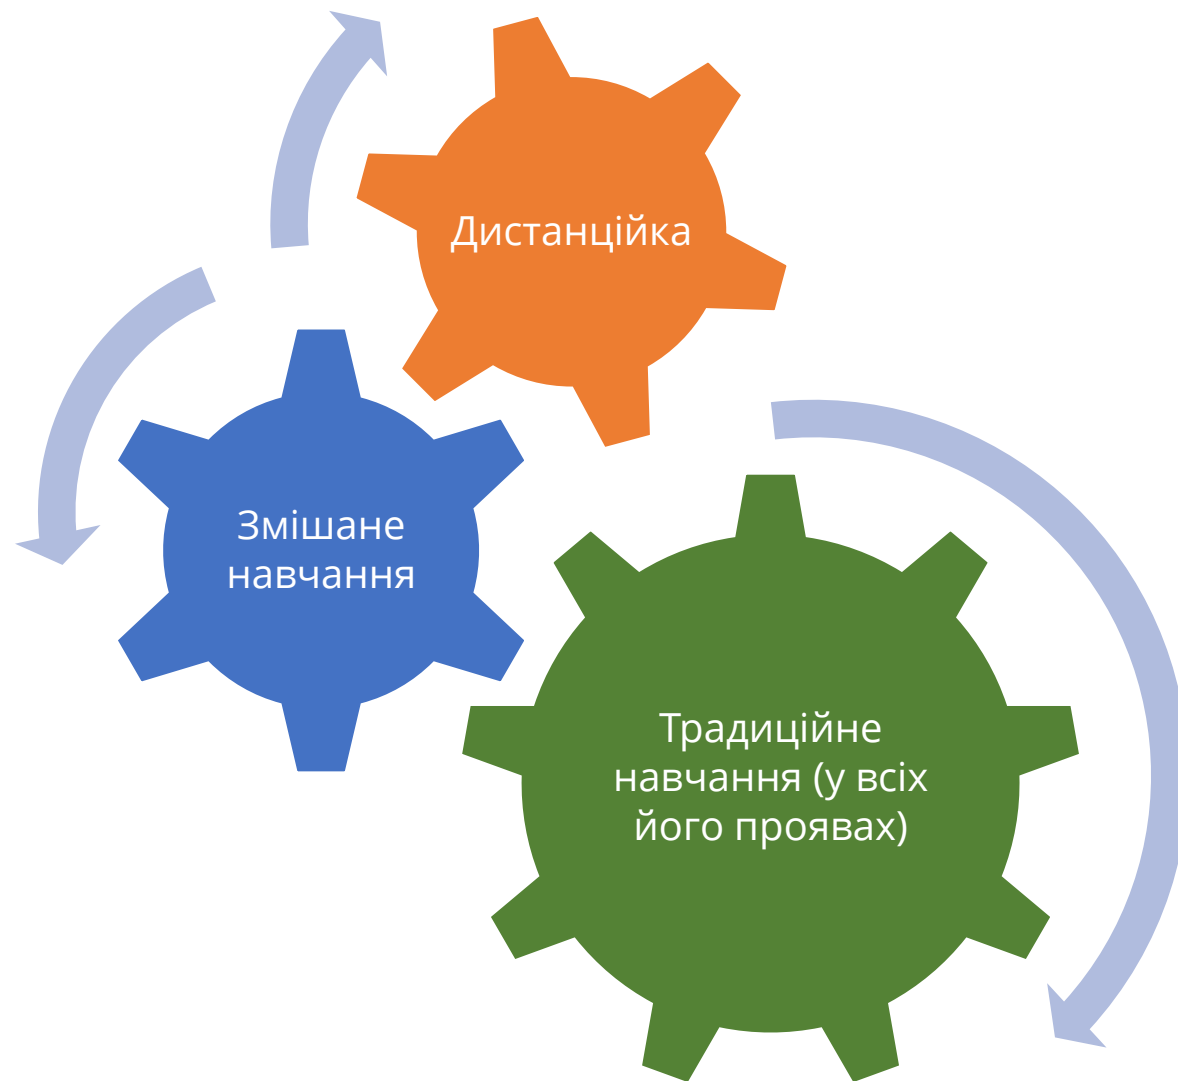 Дистанційка
Змішане
навчання
Традиційне
навчання (у всіх
його проявах)